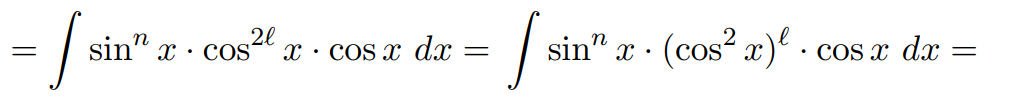 = ∫ sinⁿ x · cos²ˡ x · cos x dx = ∫ sinⁿ x · (cos² x)ˡ · cos x dx =